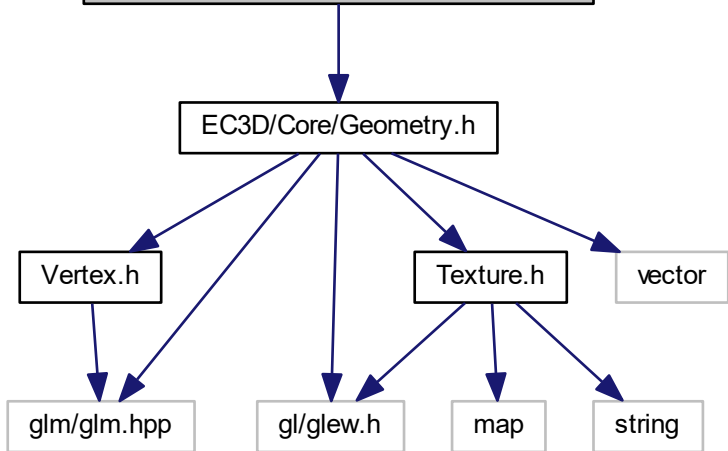 EC3D/Core/Geometry.h
Vertex.h
Texture.h
vector
glm/glm.hpp
gl/glew.h
map
string